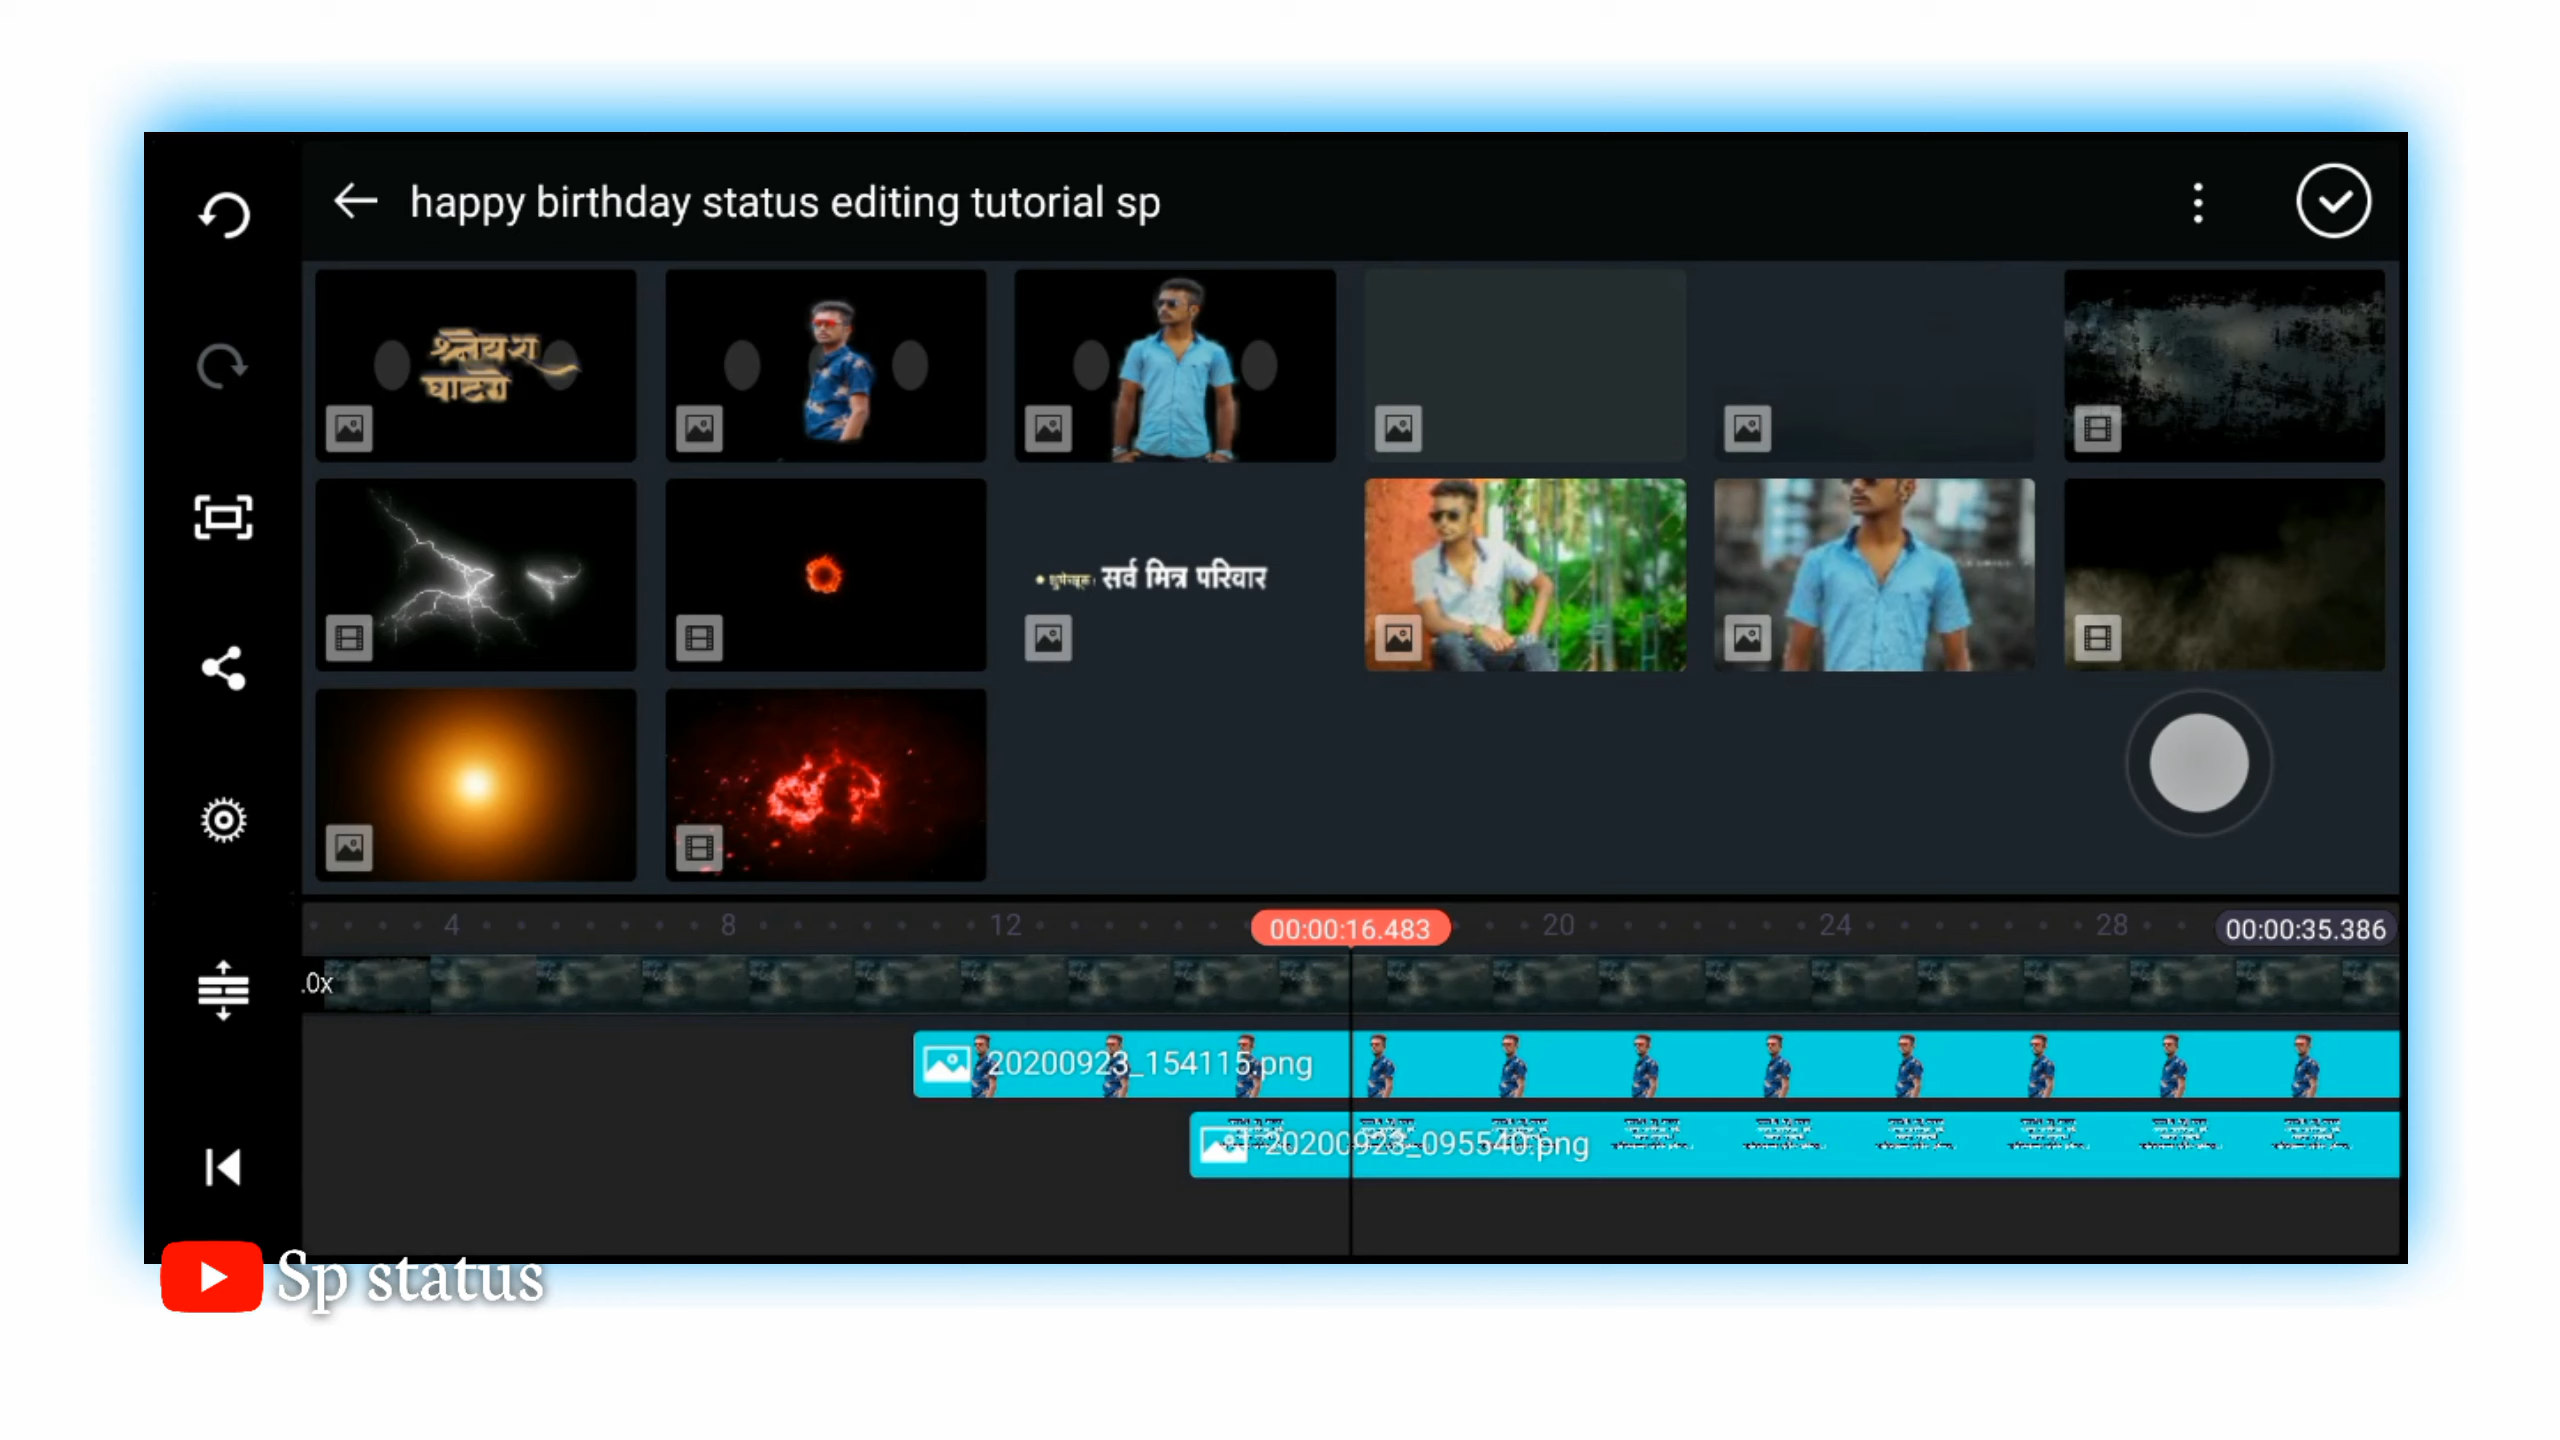 happy birthday status editing tutorial sp
घाटगे
सर्व मित्र परिवार
4
8
12
00:00:16.483
20
24
28
00:00:35.386
.0x
20200923_154115.png
20200923_095540.png
Sp status